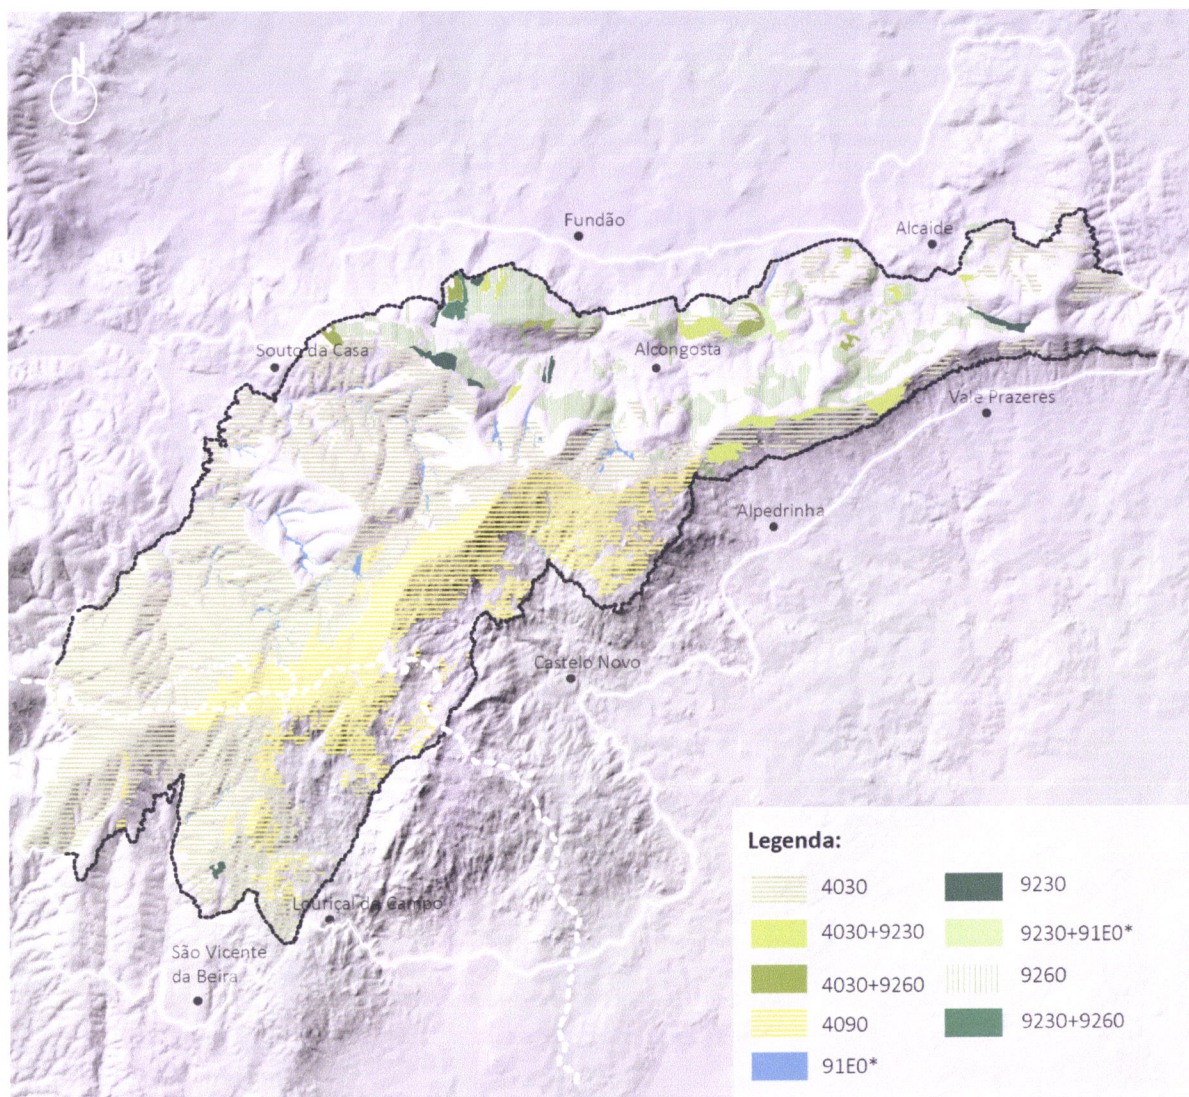 N
Fundão
Alcaide
Souto da Casa
Alcongosta
Vale Prazeres
Alpedrinha
Castelo Novo
Louriçal do Campo
São Vicente
da Beira
Legenda:
4030
4030+9230
4030+9260
4090
91E0*
9230
9230+91E0*
9260
9230+9260